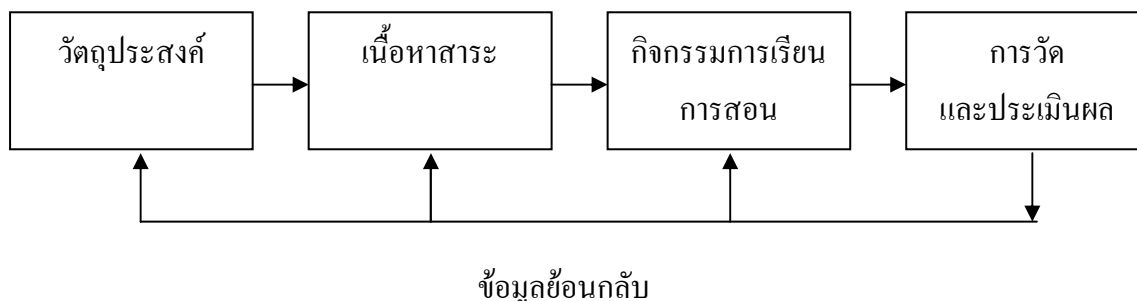 วัตถุประสงค์
เนื้อหาสาระ
กิจกรรมการเรียน
การสอน
การวัด
และประเมินผล
ข้อมูลย้อนกลับ